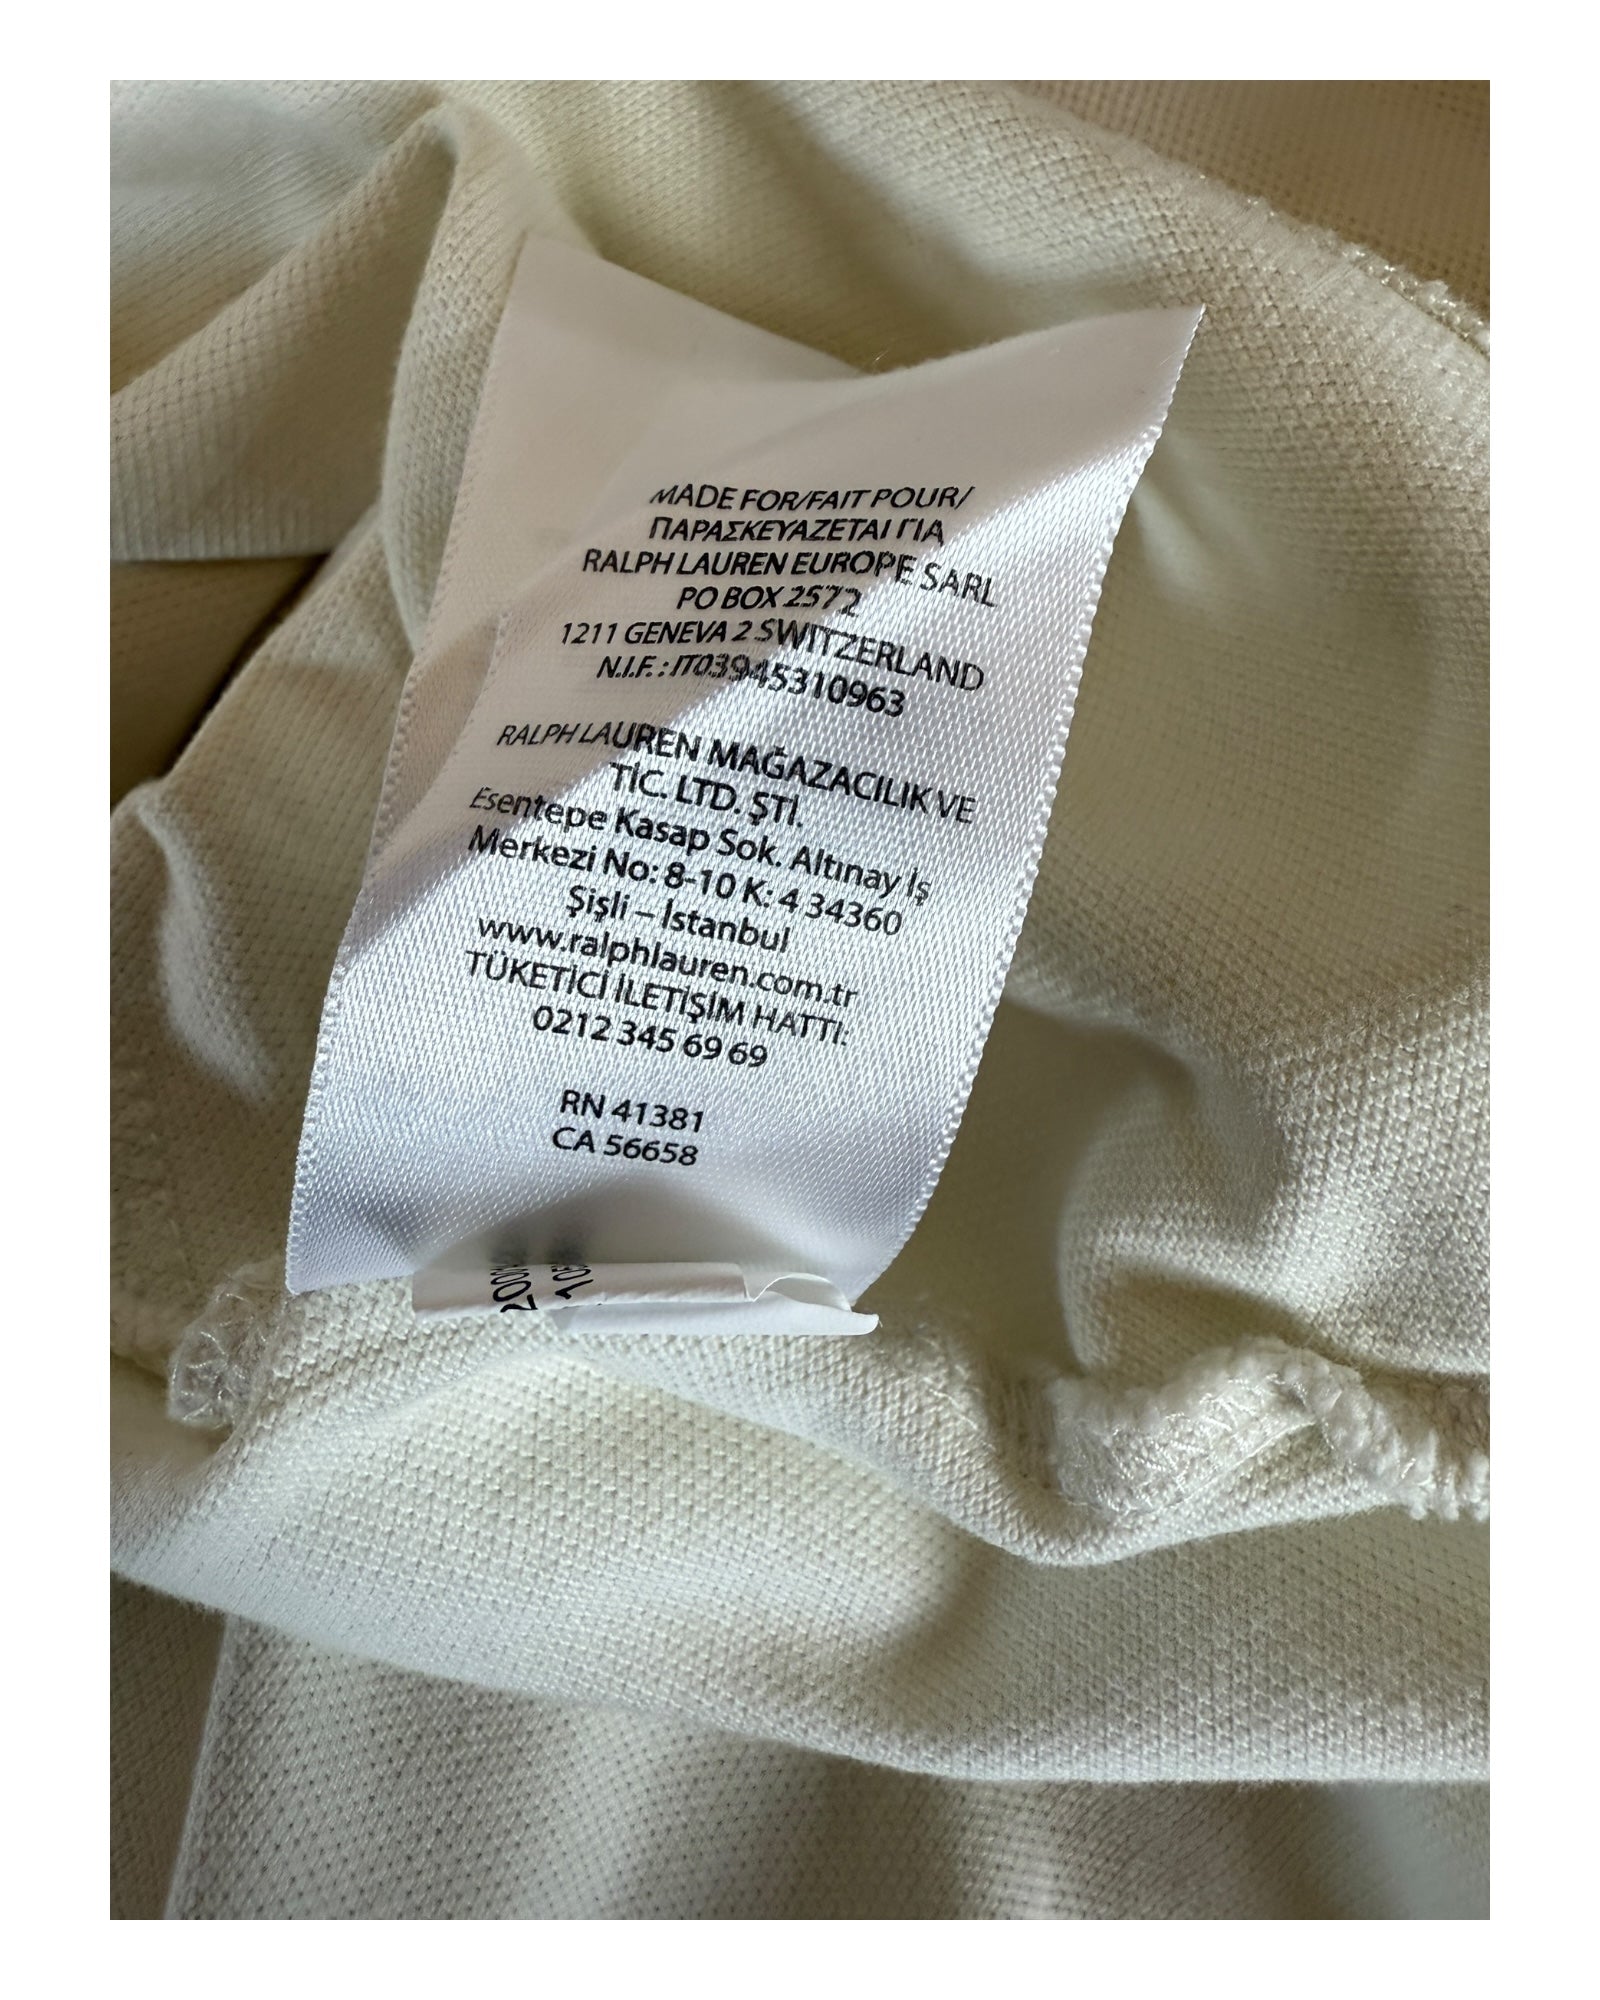 MADE FOR/FAIT POUR/
ΠΑΡΑΣΚΕΥΑΖΕΤΑΙ ΓΙΑ
RALPH LAUREN EUROPE SARL
PO BOX 2572
1211 GENEVA 2 SWITZERLAND
N.I.F. : IT03945310963
RALPH LAUREN MAĞAZACILIK VE
TİC. LTD. ŞTİ.
Esentepe Kasap Sok. Altınay İş
Merkezi No: 8-10 K: 4 34360
Şişli – İstanbul
www.ralphlauren.com.tr
TÜKETİCİ İLETİŞİM HATTI:
0212 345 69 69
RN 41381
CA 56658